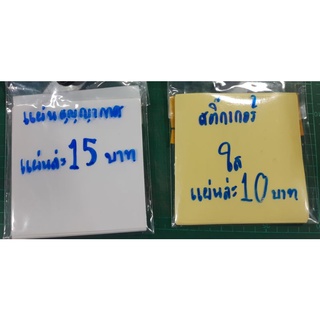 แผ่นสุญญากาศ
แผ่นละ 15 บาท
สติ๊กเกอร์
ใส
แผ่นละ 10 บาท